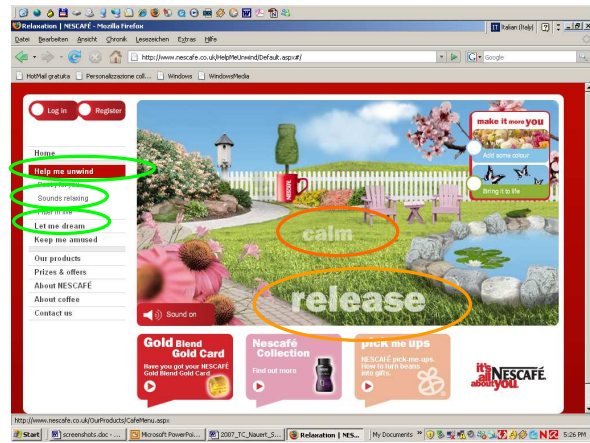 Relaxation | NESCAFÉ - Mozilla Firefox
IT Italian (Italy)
Datei Bearbeiten Ansicht Chronik Lesezeichen Extras Hilfe
http://www.nescafe.co.uk/HelpMeUnwind/Default.aspx#/
Google
HotMail gratuita Personalizzazione coll... Windows WindowsMedia
Log in Register
make it more you
Add some colour
Bring it to life
Home
Help me unwind
Sounds relaxing
Let me dream
Keep me amused
Our products
Prizes & offers
About NESCAFÉ
About coffee
Contact us
NESCAFÉ
calm
release
Sound on
Gold Blend
Gold Card
Have you got your NESCAFÉ
Gold Blend Gold Card
Nescafé
Collection
Find out more
pick me ups
NESCAFÉ pick-me-ups.
How to turn beans
into gifts.
it's
all
about you.
NESCAFÉ.
http://www.nescafe.co.uk/OurProducts/CafeMenu.aspx
Start screenshots.doc - ... Microsoft PowerPoi... 2007_TC_Nauert_S... Relaxation | NES... My Documents 5:26 PM